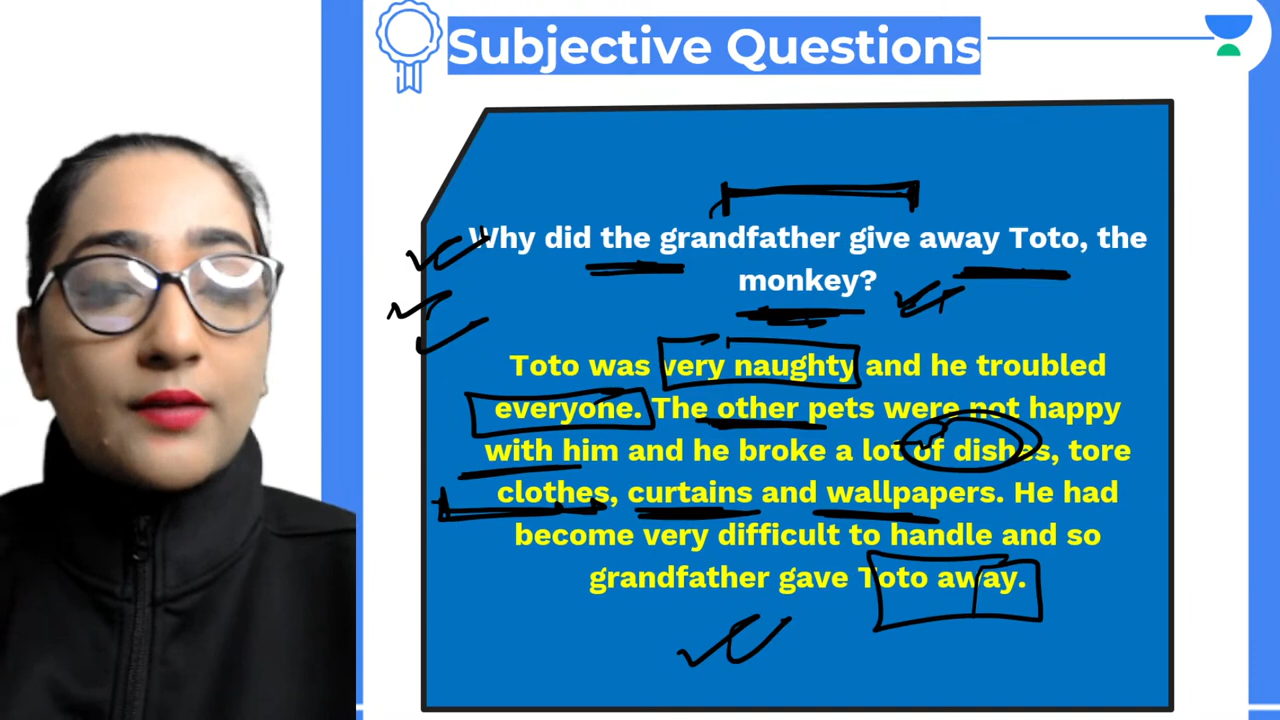 Subjective Questions
Why did the grandfather give away Toto, the
monkey?
Toto was very naughty and he troubled
everyone. The other pets were not happy
with him and he broke a lot of dishes, tore
clothes, curtains and wallpapers. He had
become very difficult to handle and so
grandfather gave Toto away.